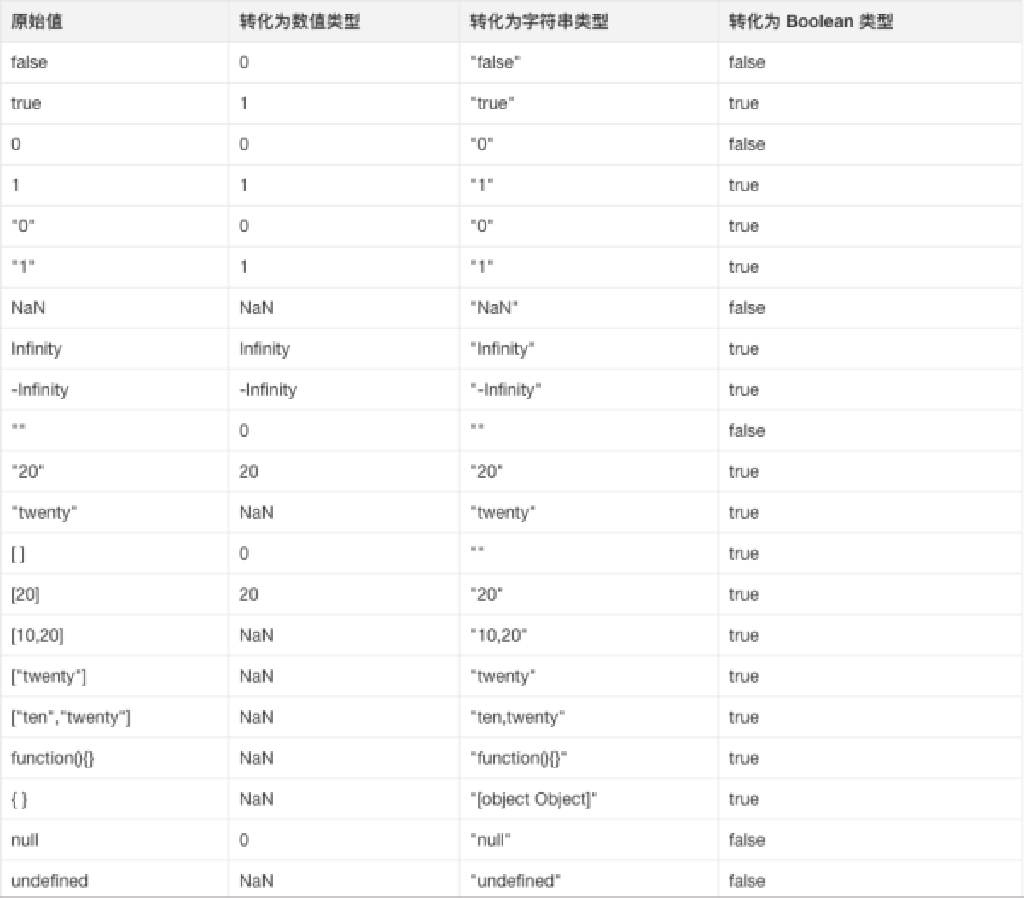 原始值 转化为数值类型 转化为字符串类型 转化为 Boolean 类型
false 0 "false" false
true 1 "true" true
0 0 "0" false
1 1 "1" true
"0" 0 "0" true
"1" 1 "1" true
NaN NaN "NaN" false
Infinity Infinity "Infinity" true
-Infinity -Infinity "-Infinity" true
"" 0 "" false
"20" 20 "20" true
"twenty" NaN "twenty" true
[ ] 0 "" true
[20] 20 "20" true
[10,20] NaN "10,20" true
["twenty"] NaN "twenty" true
["ten","twenty"] NaN "ten,twenty" true
function(){} NaN "function(){}" true
{ } NaN "[object Object]" true
null 0 "null" false
undefined NaN "undefined" false